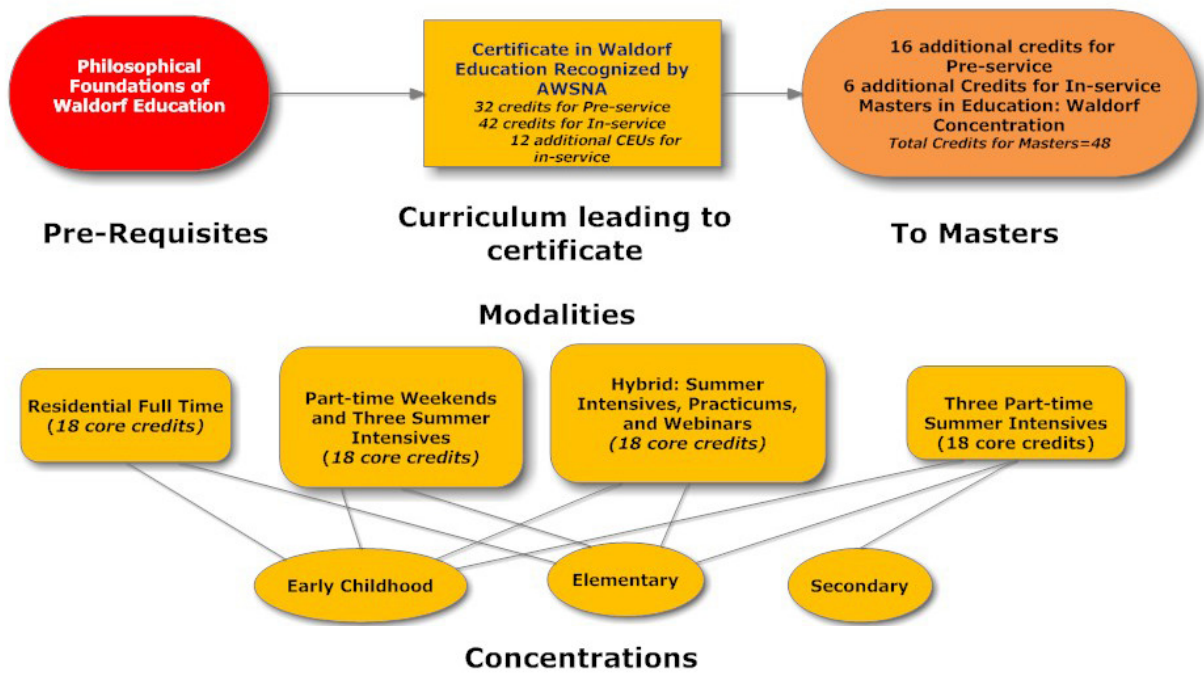 Philosophical
Foundations of
Waldorf Education
Certificate in Waldorf
Education Recognized by
AWSNA
32 credits for Pre-service
42 credits for In-service
12 additional CEUs for
in-service
16 additional credits for
Pre-service
6 additional Credits for In-service
Masters in Education: Waldorf
Concentration
Total Credits for Masters=48
Pre-Requisites
Curriculum leading to
certificate
To Masters
Modalities
Residential Full Time
(18 core credits)
Part-time Weekends
and Three Summer
Intensives
(18 core credits)
Hybrid: Summer
Intensives, Practicums,
and Webinars
(18 core credits)
Three Part-time
Summer Intensives
(18 core credits)
Early Childhood
Elementary
Secondary
Concentrations